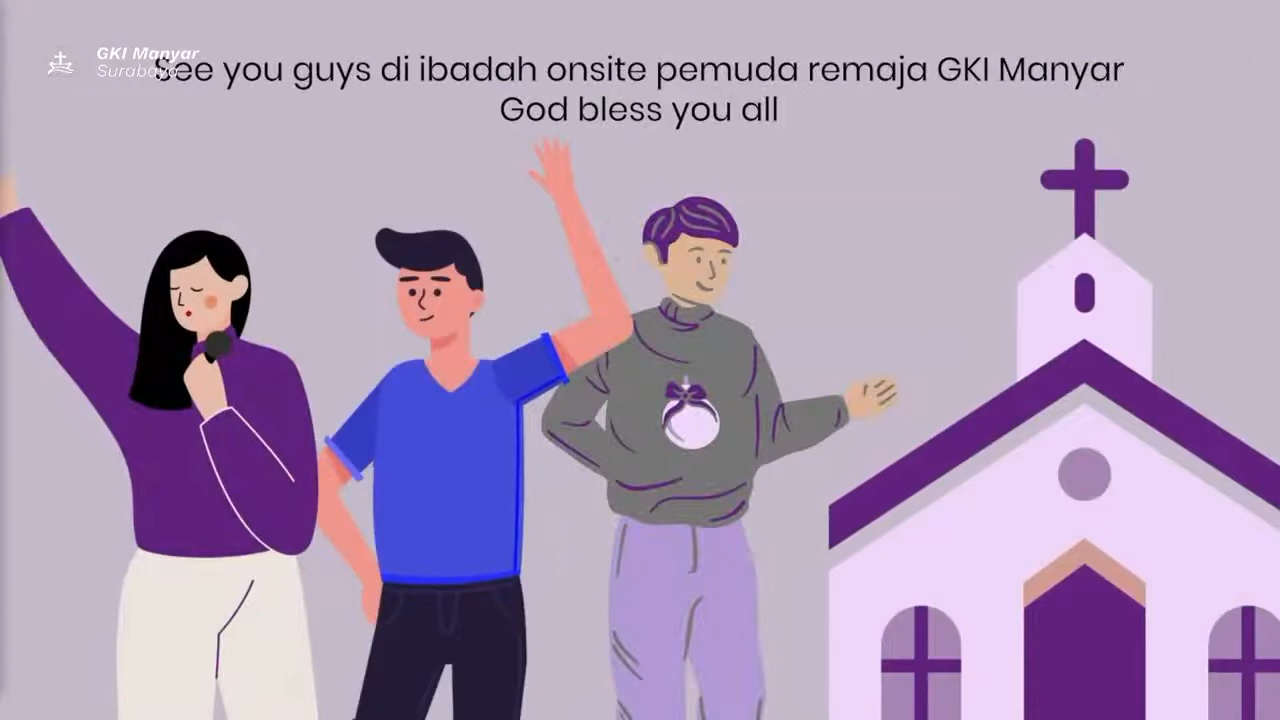 GKI Manyar
Surabaya
See you guys di ibadah onsite pemuda remaja GKI Manyar
God bless you all